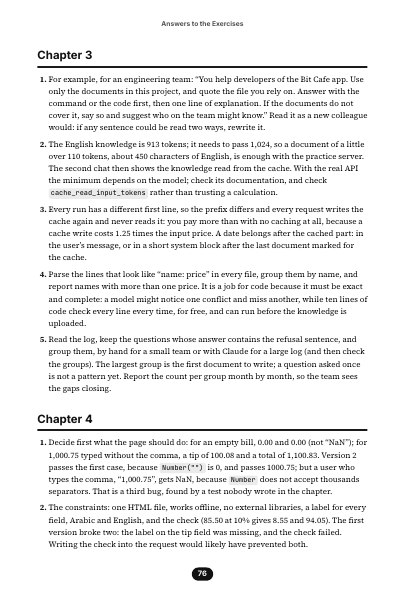 Answers to the Exercises
Chapter 3
1. For example, for an engineering team: “You help developers of the Bit Cafe app. Use
only the documents in this project, and quote the file you rely on. Answer with the
command or the code first, then one line of explanation. If the documents do not
cover it, say so and suggest who on the team might know.” Read it as a new colleague
would: if any sentence could be read two ways, rewrite it.
2. The English knowledge is 913 tokens; it needs to pass 1,024, so a document of a little
over 110 tokens, about 450 characters of English, is enough with the practice server.
The second chat then shows the knowledge read from the cache. With the real API
the minimum depends on the model; check its documentation, and check
cache_read_input_tokens rather than trusting a calculation.
3. Every run has a different first line, so the prefix differs and every request writes the
cache again and never reads it: you pay more than with no caching at all, because a
cache write costs 1.25 times the input price. A date belongs after the cached part: in
the user’s message, or in a short system block after the last document marked for
the cache.
4. Parse the lines that look like “name: price” in every file, group them by name, and
report names with more than one price. It is a job for code because it must be exact
and complete: a model might notice one conflict and miss another, while ten lines of
code check every line every time, for free, and can run before the knowledge is
uploaded.
5. Read the log, keep the questions whose answer contains the refusal sentence, and
group them, by hand for a small team or with Claude for a large log (and then check
the groups). The largest group is the first document to write; a question asked once
is not a pattern yet. Report the count per group month by month, so the team sees
the gaps closing.
Chapter 4
1. Decide first what the page should do: for an empty bill, 0.00 and 0.00 (not “NaN”); for
1,000.75 typed without the comma, a tip of 100.08 and a total of 1,100.83. Version 2
passes the first case, because Number("") is 0, and passes 1000.75; but a user who
types the comma, “1,000.75”, gets NaN, because Number does not accept thousands
separators. That is a third bug, found by a test nobody wrote in the chapter.
2. The constraints: one HTML file, works offline, no external libraries, a label for every
field, Arabic and English, and the check (85.50 at 10% gives 8.55 and 94.05). The first
version broke two: the label on the tip field was missing, and the check failed.
Writing the check into the request would likely have prevented both.
76